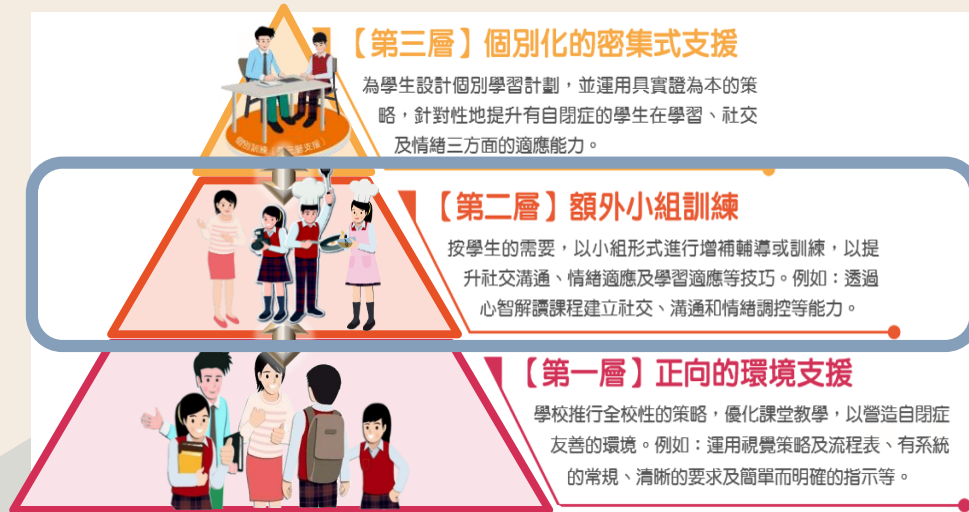 【第三層】個別化的密集式支援
為學生設計個別學習計劃，並運用具實證為本的策
略，針對性地提升有自閉症的學生在學習、社交
及情緒三方面的適應能力。
【第二層】額外小組訓練
按學生的需要，以小組形式進行增補輔導或訓練，以提
升社交溝通、情緒適應及學習適應等技巧。例如：透過
心智解讀課程建立社交、溝通和情緒調控等能力。
【第一層】正向的環境支援
學校推行全校性的策略，優化課堂教學，以營造自閉症
友善的環境。例如：運用視覺策略及流程表、有系統
的常規、清晰的要求及簡單而明確的指示等。